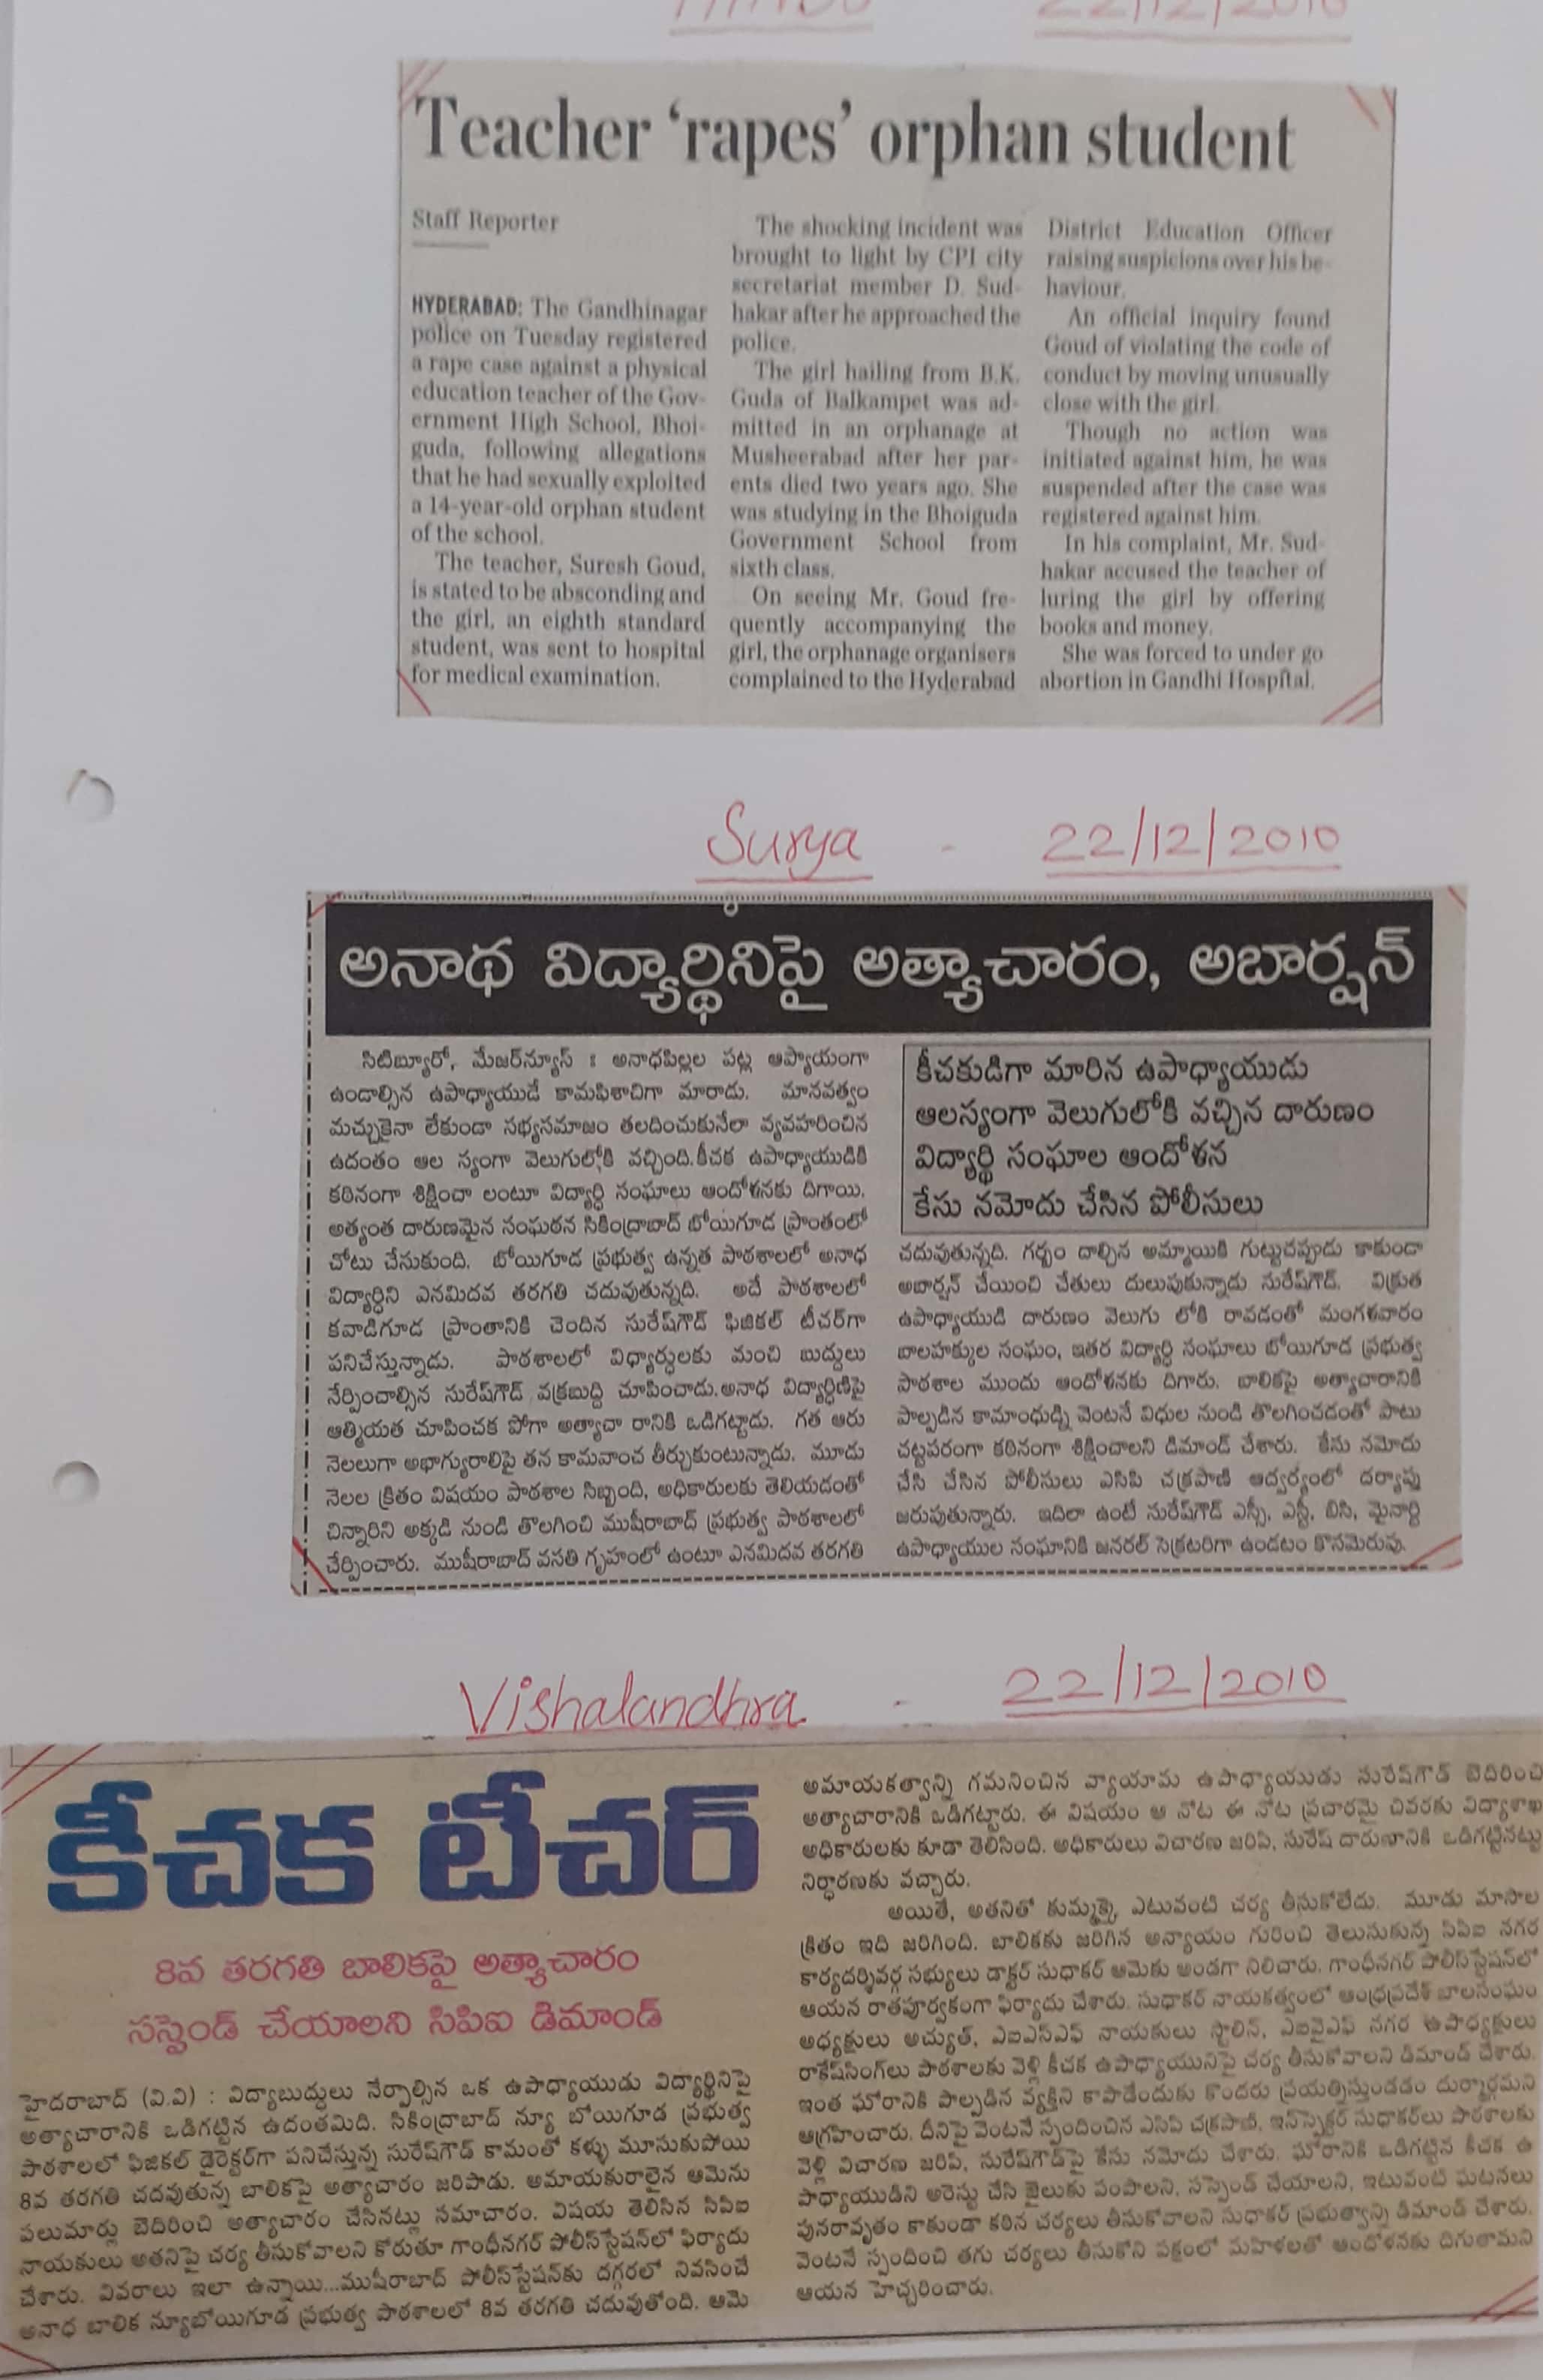 HINDU 22/12/2010
Teacher ‘rapes’ orphan student
Staff Reporter
HYDERABAD: The Gandhinagar
police on Tuesday registered
a rape case against a physical
education teacher of the Gov-
ernment High School, Bhoi-
guda, following allegations
that he had sexually exploited
a 14-year-old orphan student
of the school.
The teacher, Suresh Goud,
is stated to be absconding and
the girl, an eighth standard
student, was sent to hospital
for medical examination.
The shocking incident was
brought to light by CPI city
secretariat member D. Sud-
hakar after he approached the
police.
The girl hailing from B.K.
Guda of Balkampet was ad-
mitted in an orphanage at
Musheerabad after her par-
ents died two years ago. She
was studying in the Bhoiguda
Government School from
sixth class.
On seeing Mr. Goud fre-
quently accompanying the
girl, the orphanage organisers
complained to the Hyderabad
District Education Officer
raising suspicions over his be-
haviour.
An official inquiry found
Goud of violating the code of
conduct by moving unusually
close with the girl.
Though no action was
initiated against him, he was
suspended after the case was
registered against him.
In his complaint, Mr. Sud-
hakar accused the teacher of
luring the girl by offering
books and money.
She was forced to under go
abortion in Gandhi Hospital.
Surya - 22/12/2010
అనాథ విద్యార్థినిపై అత్యాచారం, అబార్షన్
సిటిబ్యూరో, మేజర్‌న్యూస్ : అనాధపిల్లల పట్ల ఆప్యాయంగా
ఉండాల్సిన ఉపాధ్యాయుడే కామపిశాచిగా మారాడు. మానవత్వం
మచ్చుకైనా లేకుండా సభ్యసమాజం తలదించుకునేలా వ్యవహరించిన
ఉదంతం ఆల స్యంగా వెలుగులోకి వచ్చింది.కీచక ఉపాధ్యాయుడికి
కఠినంగా శిక్షించా లంటూ విద్యార్ధి సంఘాలు ఆందోళనకు దిగాయి.
అత్యంత దారుణమైన సంఘఠన సికింద్రాబాద్ బోయిగూడ ప్రాంతంలో
చోటు చేసుకుంది. బోయిగూడ ప్రభుత్వ ఉన్నత పాఠశాలలో అనాధ
విద్యార్ధిని ఎనమిదవ తరగతి చదువుతున్నది. అదే పాఠశాలలో
కవాడిగూడ ప్రాంతానికి చెందిన సురేష్‌గౌడ్ ఫిజికల్ టీచర్‌గా
పనిచేస్తున్నాడు. పాఠశాలలో విధ్యార్ధులకు మంచి బుద్దులు
నేర్పించాల్సిన సురేష్‌గౌడ్ వక్రబుద్ది చూపించాడు.అనాధ విద్యార్ధిణిపై
ఆత్మియత చూపించక పోగా అత్యాచా రానికి ఒడిగట్టాడు. గత ఆరు
నెలలుగా అభాగ్యురాలిపై తన కామవాంచ తీర్చుకుంటున్నాడు. మూడు
నెలల క్రితం విషయం పాఠశాల సిబ్బంది, అధికారులకు తెలియడంతో
చిన్నారిని అక్కడి నుండి తొలగించి ముషీరాబాద్ ప్రభుత్వ పాఠశాలలో
చేర్పించారు. ముషీరాబాద్ వసతి గృహంలో ఉంటూ ఎనమిదవ తరగతి
కీచకుడిగా మారిన ఉపాధ్యాయుడు
ఆలస్యంగా వెలుగులోకి వచ్చిన దారుణం
విద్యార్థి సంఘాల ఆందోళన
కేసు నమోదు చేసిన పోలీసులు
చదువుతున్నది. గర్భం దాల్చిన అమ్మాయికి గుట్టుచప్పుడు కాకుండా
అబార్షన్ చేయించి చేతులు దులుపుకున్నాడు సురేష్‌గౌడ్. విక్రుత
ఉపాధ్యాయుడి దారుణం వెలుగు లోకి రావడంతో మంగళవారం
బాలహక్కుల సంఘం, ఇతర విద్యార్ధి సంఘాలు బోయిగూడ ప్రభుత్వ
పాఠశాల ముందు ఆందోళనకు దిగారు. బాలికపై అత్యాచారానికి
పాల్పడిన కామాంధుడ్ని వెంటనే విధుల నుండి తొలగించడంతో పాటు
చట్టపరంగా కఠినంగా శిక్షించాలని డిమాండ్ చేశారు. కేసు నమోదు
చేసి చేసిన పోలీసులు ఎసిపి చక్రపాణి ఆద్వర్యంలో దర్యాప్తు
జరుపుతున్నారు. ఇదిలా ఉంటే సురేష్‌గౌడ్ ఎస్సీ, ఎస్టీ, బిసి, మైనార్టి
ఉపాధ్యాయుల సంఘానికి జనరల్ సెక్రటరిగా ఉండటం కొసమెరుపు.
Vishalandhra - 22/12/2010
కీచక టీచర్
8వ తరగతి బాలికపై అత్యాచారం
సస్పెండ్ చేయాలని సిపిఐ డిమాండ్
హైదరాబాద్ (వి.వి) : విద్యాబుద్ధులు నేర్పాల్సిన ఒక ఉపాధ్యాయుడు విద్యార్థినిపై
అత్యాచారానికి ఒడిగట్టిన ఉదంతమిది. సికింద్రాబాద్ న్యూ బోయిగూడ ప్రభుత్వ
పాఠశాలలో ఫిజికల్ డైరెక్టర్‌గా పనిచేస్తున్న సురేష్‌గౌడ్ కామంతో కళ్ళు మూసుకుపోయి
8వ తరగతి చదవుతున్న బాలికపై అత్యాచారం జరిపాడు. అమాయకురాలైన ఆమెను
పలుమార్లు బెదిరించి అత్యాచారం చేసినట్లు సమాచారం. విషయ తెలిసిన సిపిఐ
నాయకులు అతనిపై చర్య తీసుకోవాలని కోరుతూ గాంధీనగర్ పోలీస్‌స్టేషన్‌లో ఫిర్యాదు
చేశారు. వివరాలు ఇలా ఉన్నాయి...ముషీరాబాద్ పోలీస్‌స్టేషన్‌కు దగ్గరలో నివసించే
అనాధ బాలిక న్యూబోయిగూడ ప్రభుత్వ పాఠశాలలో 8వ తరగతి చదువుతోంది. ఆమె
అమాయకత్వాన్ని గమనించిన వ్యాయామ ఉపాధ్యాయుడు సురేష్‌గౌడ్ బెదిరించి
అత్యాచారానికి ఒడిగట్టారు. ఈ విషయం ఆ నోట ఈ నోట ప్రచారమై చివరకు విద్యాశాఖ
అధికారులకు కూడా తెలిసింది. అధికారులు విచారణ జరిపి, సురేష్ దారుణానికి ఒడిగట్టినట్టు
నిర్ధారణకు వచ్చారు.
అయితే, అతనితో కుమ్మక్కై ఎటువంటి చర్య తీసుకోలేదు. మూడు మాసాల
క్రితం ఇది జరిగింది. బాలికకు జరిగిన అన్యాయం గురించి తెలుసుకున్న సిపిఐ నగర
కార్యదర్శివర్గ సభ్యులు డాక్టర్ సుధాకర్ ఆమెకు అండగా నిలిచారు. గాంధీనగర్ పోలీస్‌స్టేషన్‌లో
ఆయన రాతపూర్వకంగా ఫిర్యాదు చేశారు. సుధాకర్ నాయకత్వంలో ఆంధ్రప్రదేశ్ బాలసంఘం
అధ్యక్షులు అచ్యుత్, ఎఐఎస్ఎఫ్ నాయకులు స్టాలిన్, ఎఐవైఎఫ్ నగర ఉపాధ్యక్షులు
రాకేష్‌సింగ్‌లు పాఠశాలకు వెళ్లి కీచక ఉపాధ్యాయునిపై చర్య తీసుకోవాలని డిమాండ్ చేశారు.
ఇంత ఘోరానికి పాల్పడిన వ్యక్తిని కాపాడేందుకు కొందరు ప్రయత్నిస్తుండడం దుర్మార్గమని
ఆగ్రహించారు. దీనిపై వెంటనే స్పందించిన ఎసిపి చక్రపాణి, ఇన్‌స్పెక్టర్ సుధాకర్‌లు పాఠశాలకు
వెళ్లి విచారణ జరిపి, సురేష్‌గౌడ్‌పై కేసు నమోదు చేశారు. ఘోరానికి ఒడిగట్టిన కీచక ఉ
పాధ్యాయుడిని అరెస్టు చేసి జైలుకు పంపాలని, సస్పెండ్ చేయాలని, ఇటువంటి ఘటనలు
పునరావృతం కాకుండా కఠిన చర్యలు తీసుకోవాలని సుధాకర్ ప్రభుత్వాన్ని డిమాండ్ చేశారు.
వెంటనే స్పందించి తగు చర్యలు తీసుకోని పక్షంలో మహిళలతో ఆందోళనకు దిగుతామని
ఆయన హెచ్చరించారు.